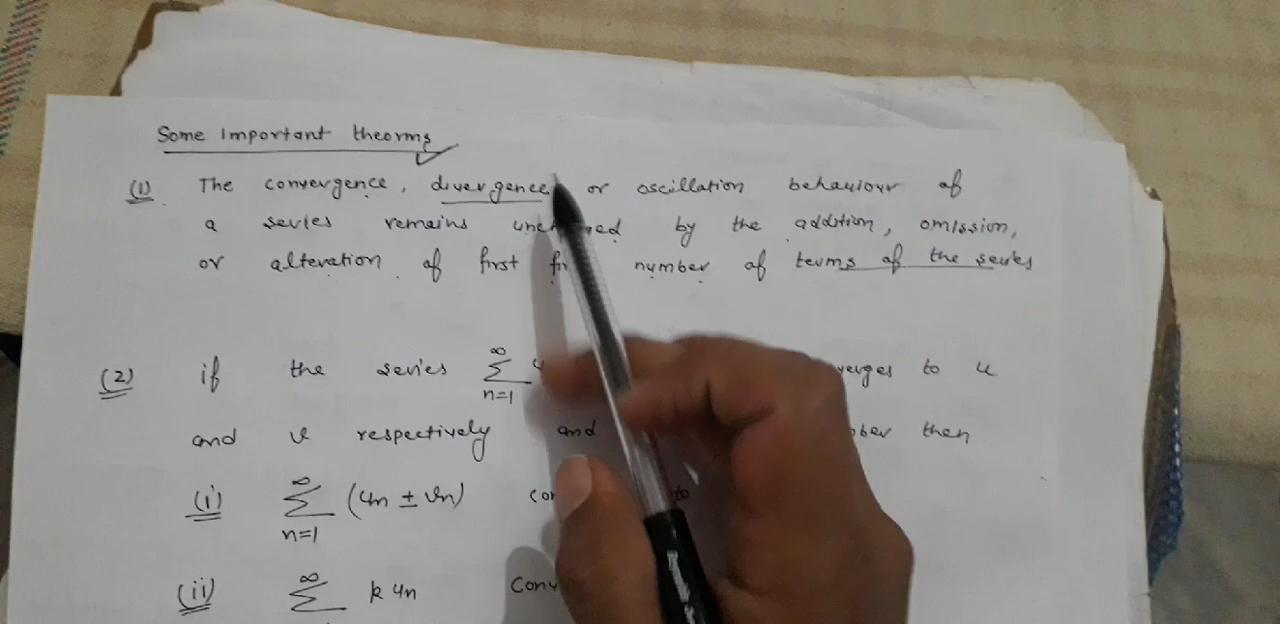 Some Important theorms
(1) The convergence, divergence or oscillation behaviour of
a series remains by the addition, omission,
or alteration of first number of terms of the series
(2) if the series ∞ Σ n=1 to u
and v respectively and then
(i) ∞ Σ n=1 (un ± vn) to
(ii) ∞ Σ k un